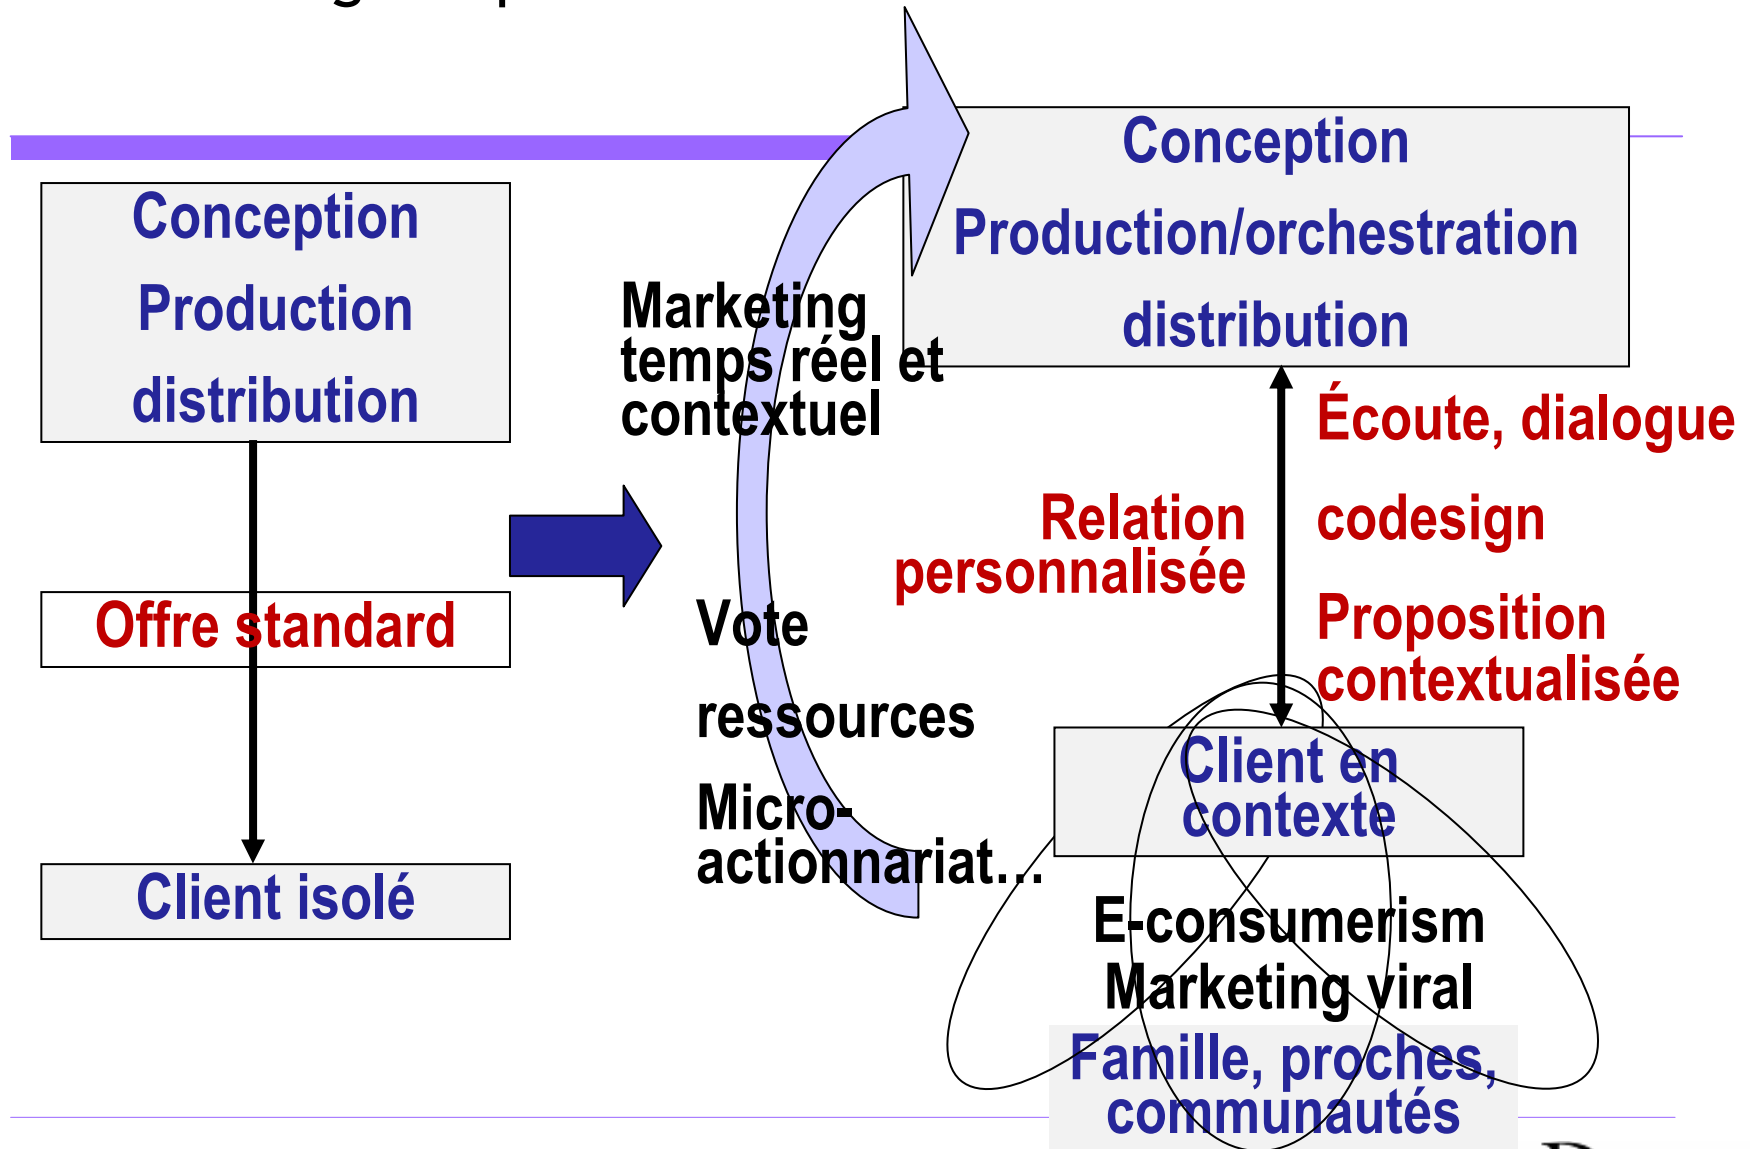 Conception
Production
distribution
Offre standard
Client isolé
Marketing
temps réel et
contextuel
Vote
ressources
Micro-
actionnariat…
Conception
Production/orchestration
distribution
Relation
personnalisée
Écoute, dialogue
codesign
Proposition
contextualisée
Client en
contexte
E-consumerism
Marketing viral
Famille, proches,
communautés